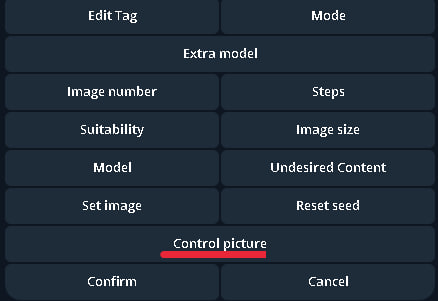 Edit Tag
Mode
Extra model
Image number
Steps
Suitability
Image size
Model
Undesired Content
Set image
Reset seed
Control picture
Confirm
Cancel